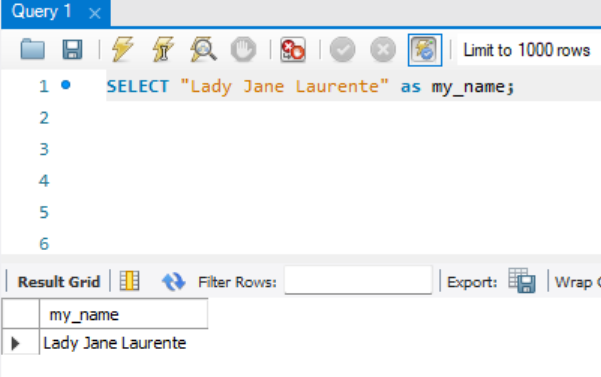 Query 1
Limit to 1000 rows
1 SELECT "Lady Jane Laurente" as my_name;
2
3
4
5
6
Result Grid Filter Rows: Export: Wrap
my_name
Lady Jane Laurente